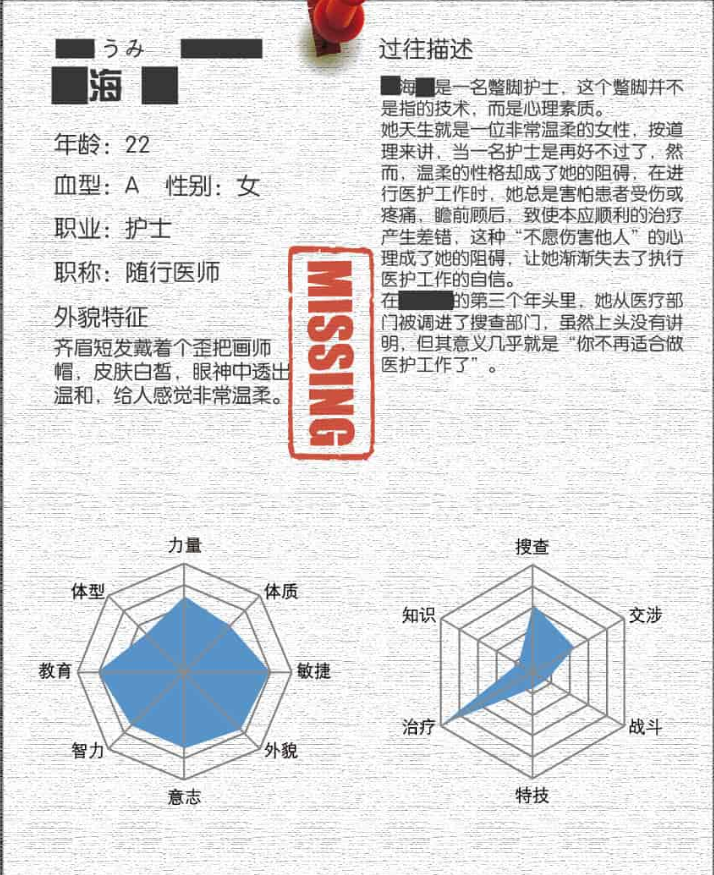 うみ
海
年龄：22
血型：A 性别：女
职业：护士
职称：随行医师
外貌特征
齐眉短发戴着个歪把画师
帽，皮肤白皙，眼神中透出
温和，给人感觉非常温柔。
MISSING
过往描述
海 是一名蹩脚护士，这个蹩脚并不
是指的技术，而是心理素质。
她天生就是一位非常温柔的女性，按道
理来讲，当一名护士是再好不过了，然
而，温柔的性格却成了她的阻碍，在进
行医护工作时，她总是害怕患者受伤或
疼痛，瞻前顾后，致使本应顺利的治疗
产生差错，这种“不愿伤害他人”的心
理成了她的阻碍，让她渐渐失去了执行
医护工作的自信。
在 的第三个年头里，她从医疗部
门被调进了搜查部门，虽然上头没有讲
明，但其意义几乎就是“你不再适合做
医护工作了”。
力量
体型 体质
教育 敏捷
智力 外貌
意志
搜查
知识 交涉
治疗 战斗
特技